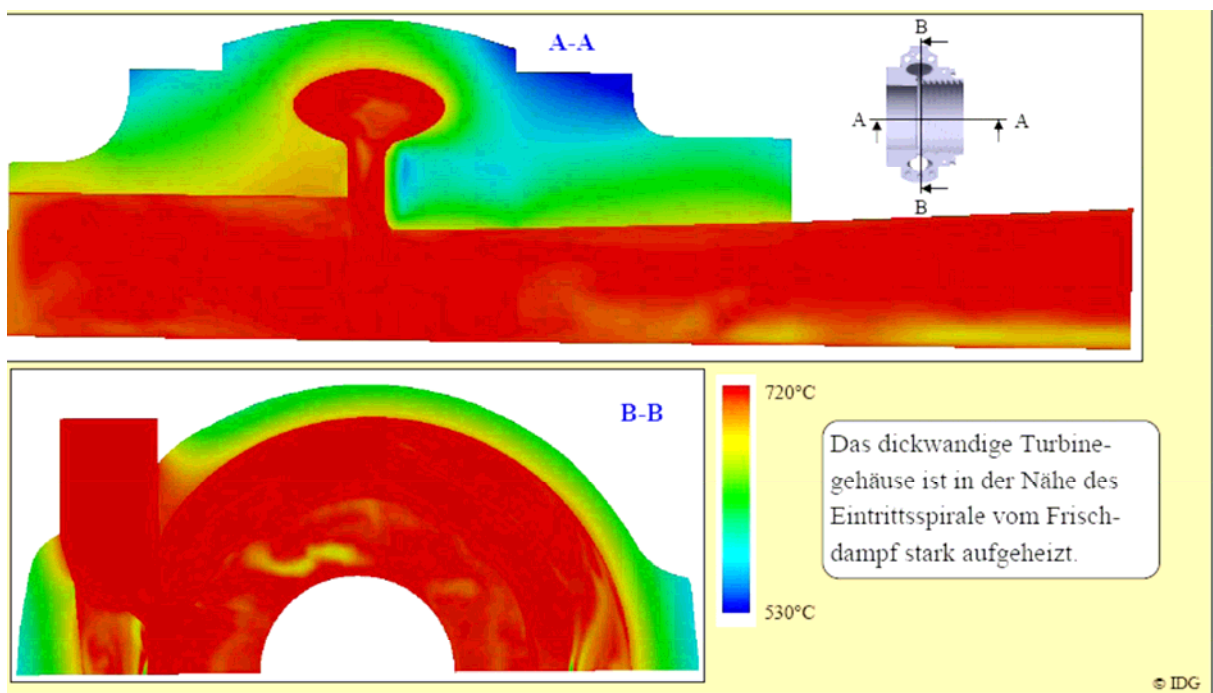 A-A
B
A
A
B
B-B
720°C
530°C
Das dickwandige Turbine-
gehäuse ist in der Nähe des
Eintrittsspirale vom Frisch-
dampf stark aufgeheizt.
© IDG